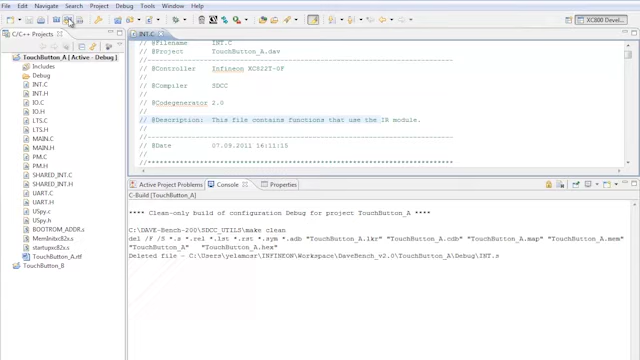 File Edit Navigate Search Project Debug Tools Window Help
XC800 Devel...
C/C++ Projects
TouchButton_A [ Active - Debug ]
Includes
Debug
INT.C
INT.H
IO.C
IO.H
LTS.C
LTS.H
MAIN.C
MAIN.H
PM.C
PM.H
SHARED_INT.C
SHARED_INT.H
UART.C
UART.H
USpy.c
USpy.h
BOOTROM_ADDR.s
MemInitxc82x.s
startupxc82x.s
TouchButton_A.rtf
TouchButton_B
INT.C
// @Filename INT.C
// @Project TouchButton_A.dav
//
// @Controller Infineon XC822T-0F
//
// @Compiler SDCC
//
// @Codegenerator 2.0
//
// @Description: This file contains functions that use the IR module.
//
// @Date 07.09.2011 16:11:15
//
Active Project Problems Console Properties
C-Build [TouchButton_A]
**** Clean-only build of configuration Debug for project TouchButton_A ****
C:\DAVE-Bench-200\SDCC_UTILS\make clean
del /F /S *.s *.rel *.lst *.rst *.sym *.adb "TouchButton_A.lkr" "TouchButton_A.cdb" "TouchButton_A.map" "TouchButton_A.mem"
"TouchButton_A" "TouchButton_A.hex"
Deleted file - C:\Users\yelamosr\INFINEON\Workspace\DaveBench_v2.0\TouchButton_A\Debug\INT.s